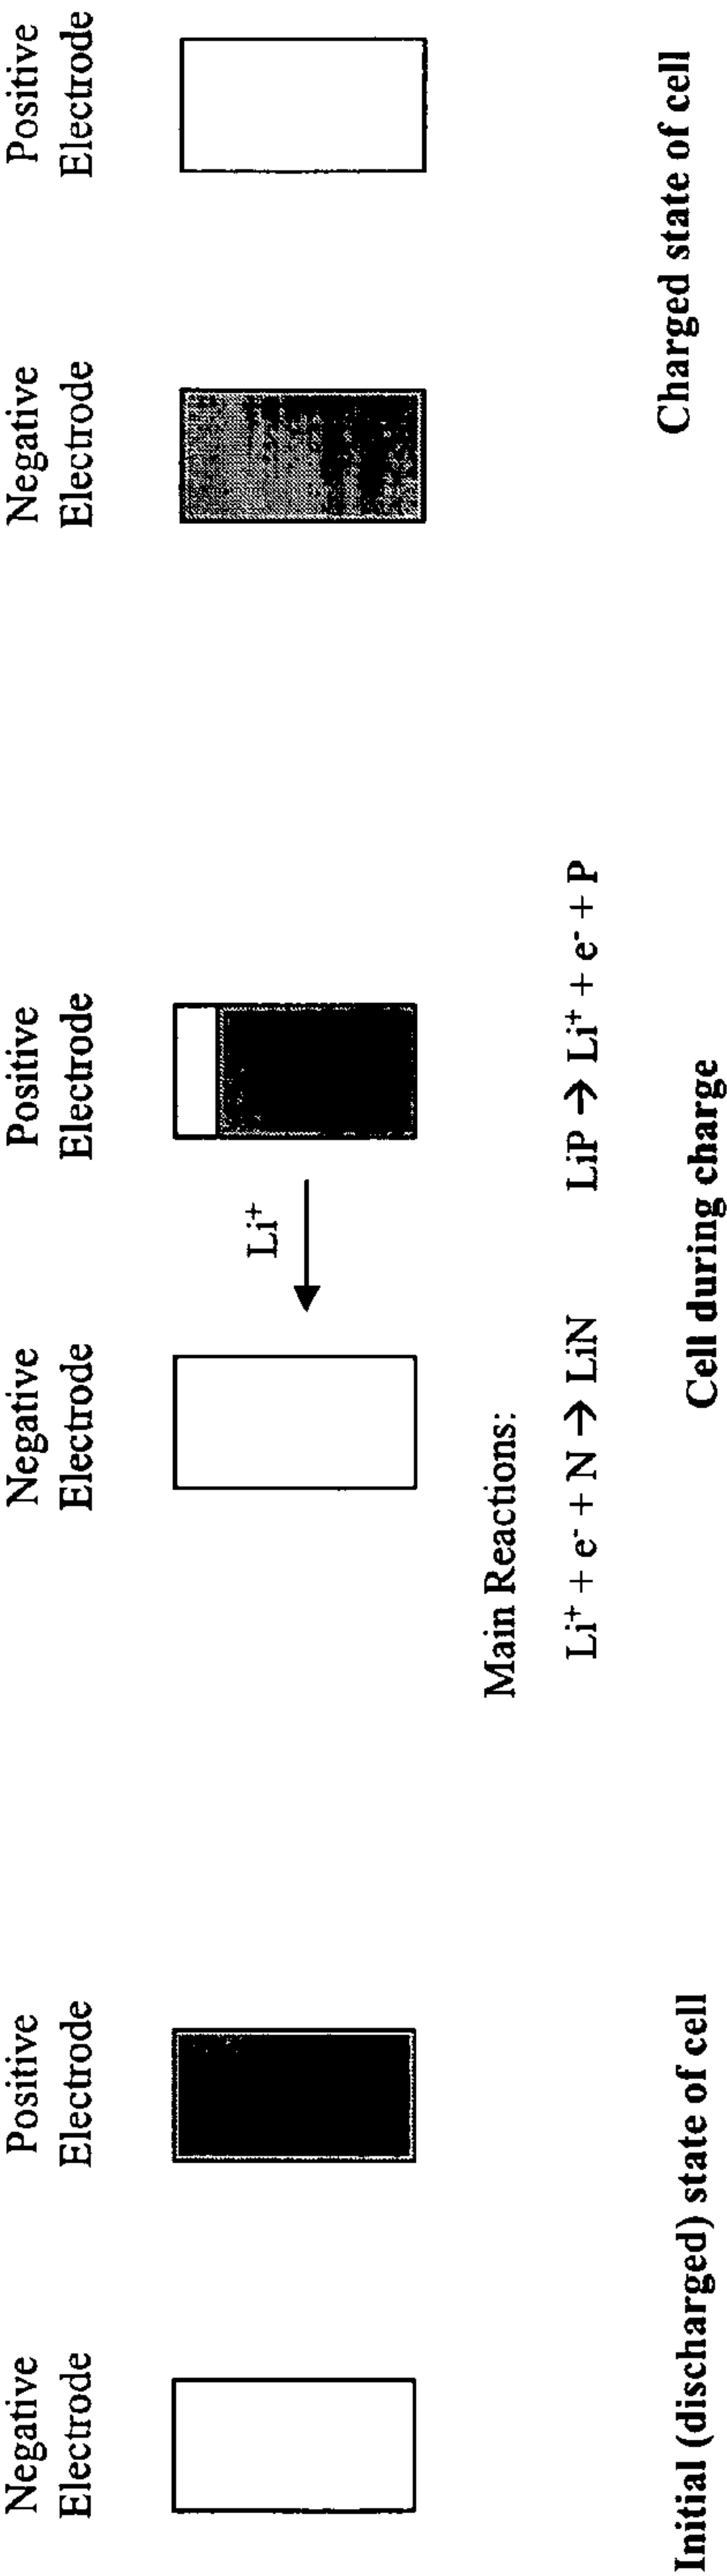 Negative
Electrode
Positive
Electrode
Initial (discharged) state of cell
Negative
Electrode
Positive
Electrode
Li⁺
Main Reactions:
Li⁺ + e⁻ + N → LiN
LiP → Li⁺ + e⁻ + P
Cell during charge
Negative
Electrode
Positive
Electrode
Charged state of cell